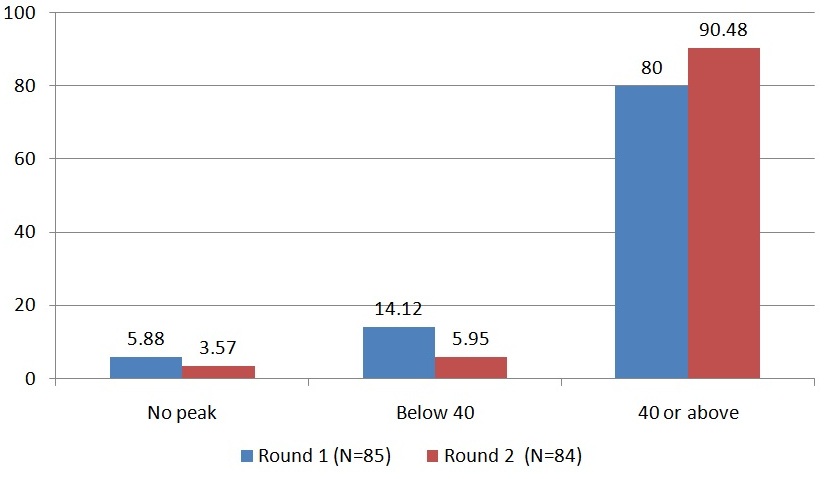 100
90.48
80
80
60
40
20
14.12
5.88
3.57
5.95
0
No peak
Below 40
40 or above
Round 1 (N=85)
Round 2 (N=84)